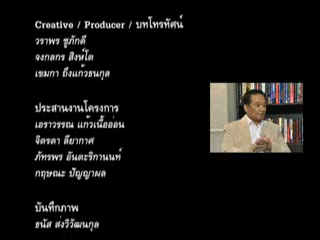 Creative / Producer / บทโทรทัศน์
วราพร ชูภักดี
จงกลกร สิงห์โต
เขมกา ถึงแก้วธนกุล
ประสานงานโครงการ
เอราวรรณ แก้วเนื้ออ่อน
จิตรดา ลียากาศ
ภัทรพร อันตะริกานนท์
กฤษณะ ปัญญาผล
บันทึกภาพ
ธนัส ส่งวิวัฒนกุล